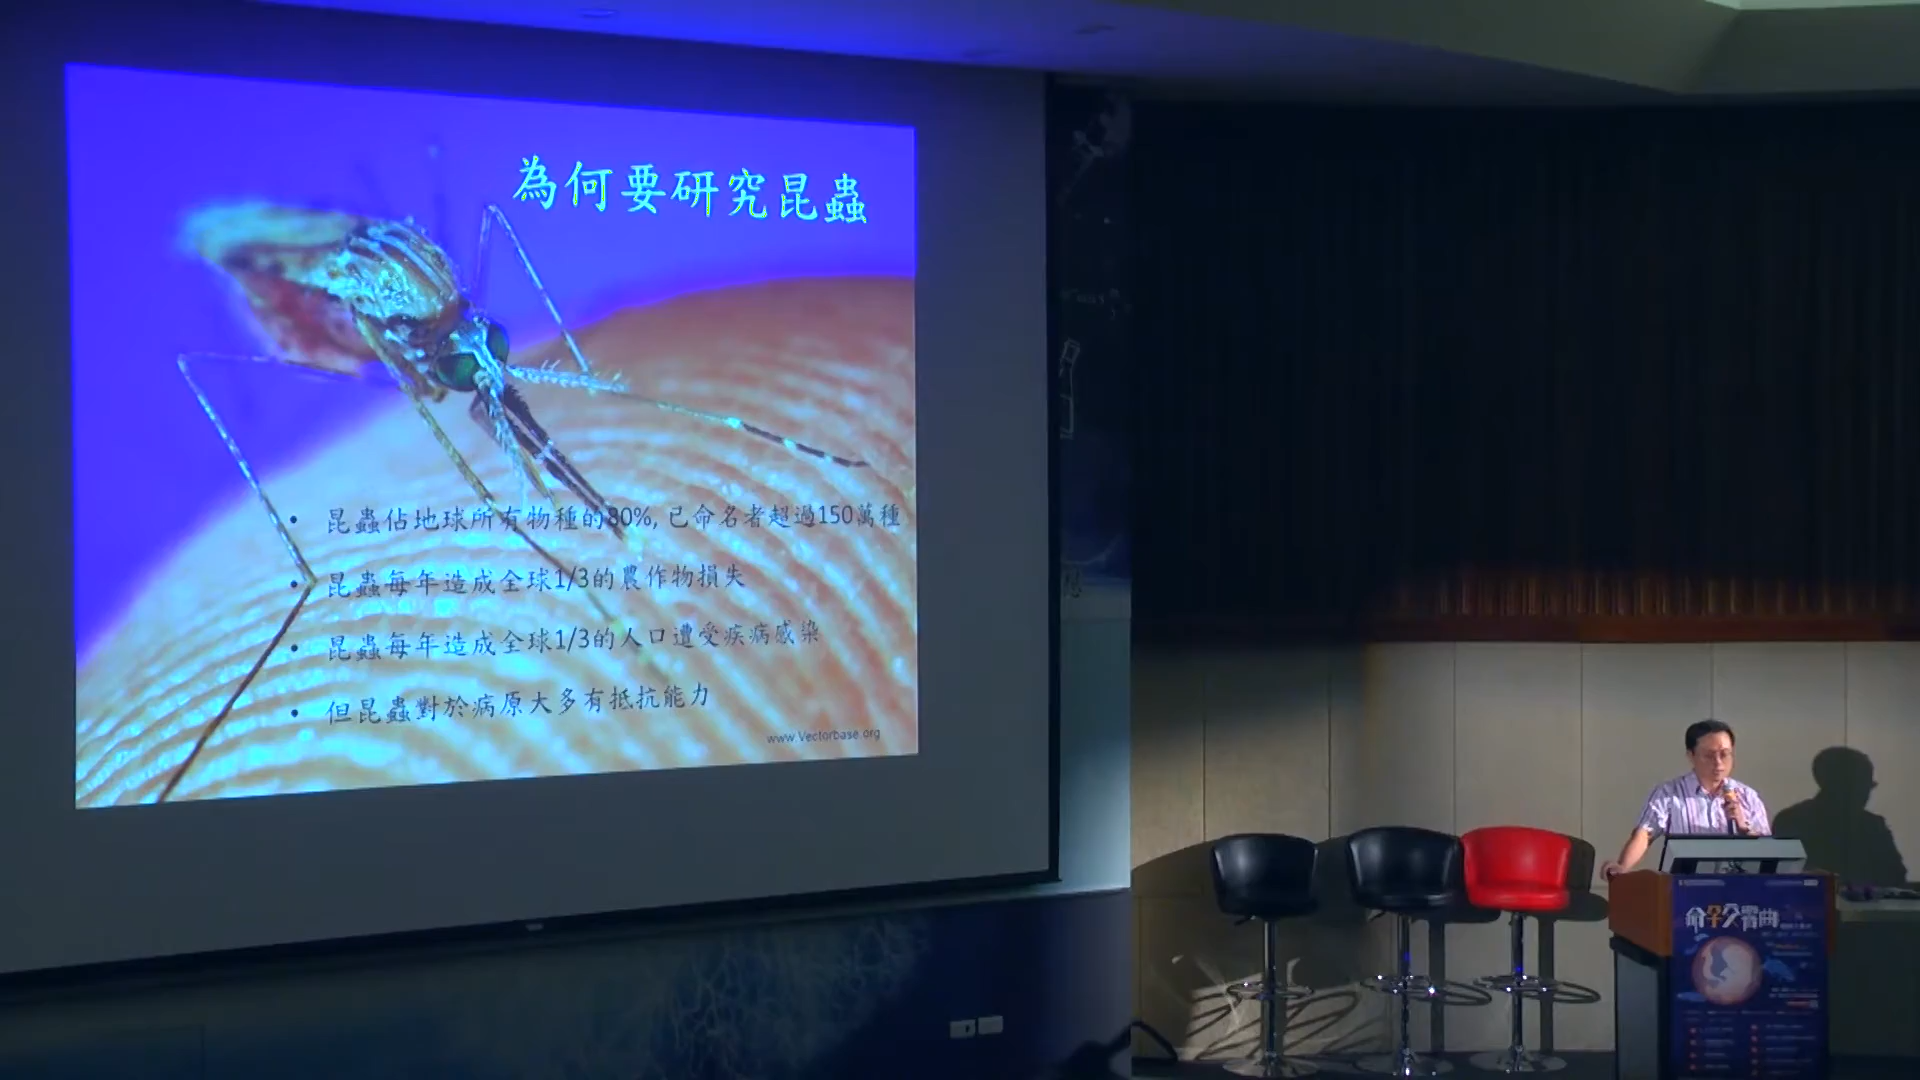 為何要研究昆蟲
• 昆蟲佔地球所有物種的80%, 已命名者超過150萬種
• 昆蟲每年造成全球1/3的農作物損失
• 昆蟲每年造成全球1/3的人口遭受疾病感染
• 但昆蟲對於病原大多有抵抗能力
www.Vectorbase.org